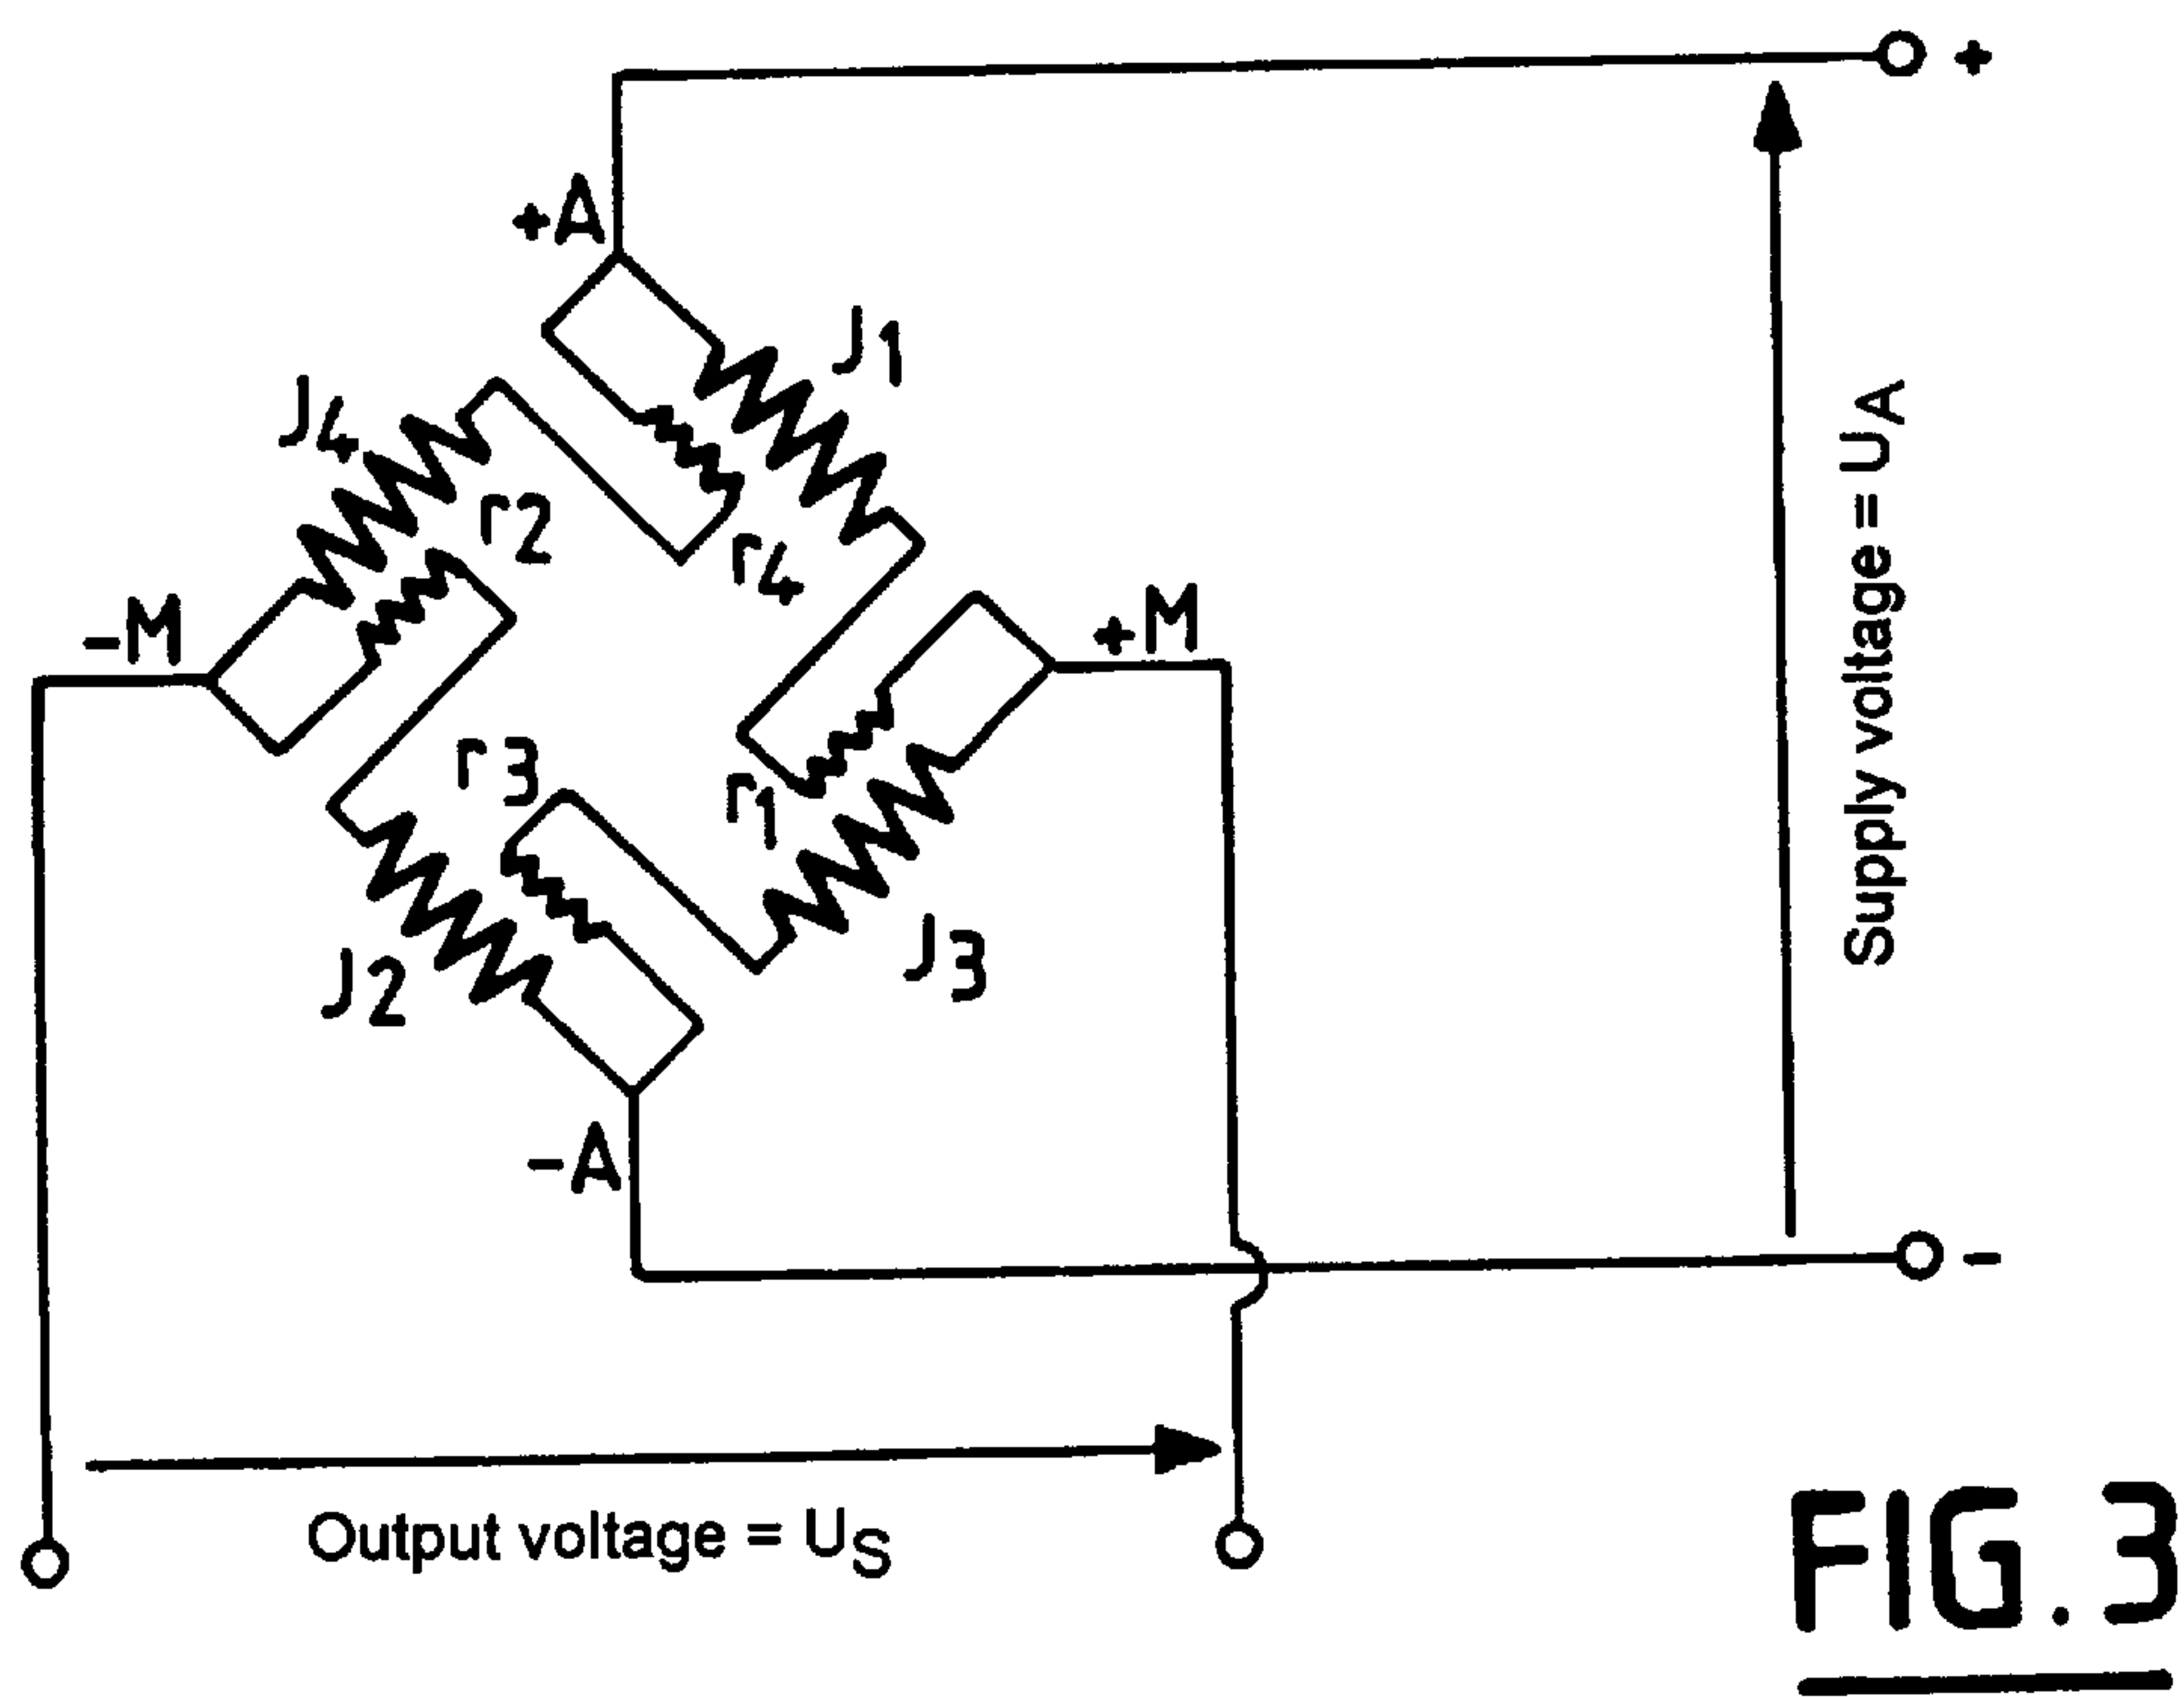 +
+A
J1
J4
r2
r4
-M
+M
Supply voltage = UA
r3
r1
J2
J3
-A
-
Output voltage = US
FIG. 3